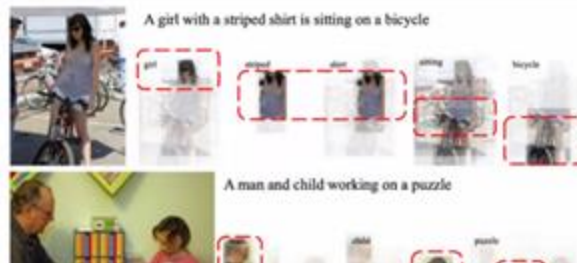 A girl with a striped shirt is sitting on a bicycle
girl striped shirt sitting bicycle
A man and child working on a puzzle
child puzzle